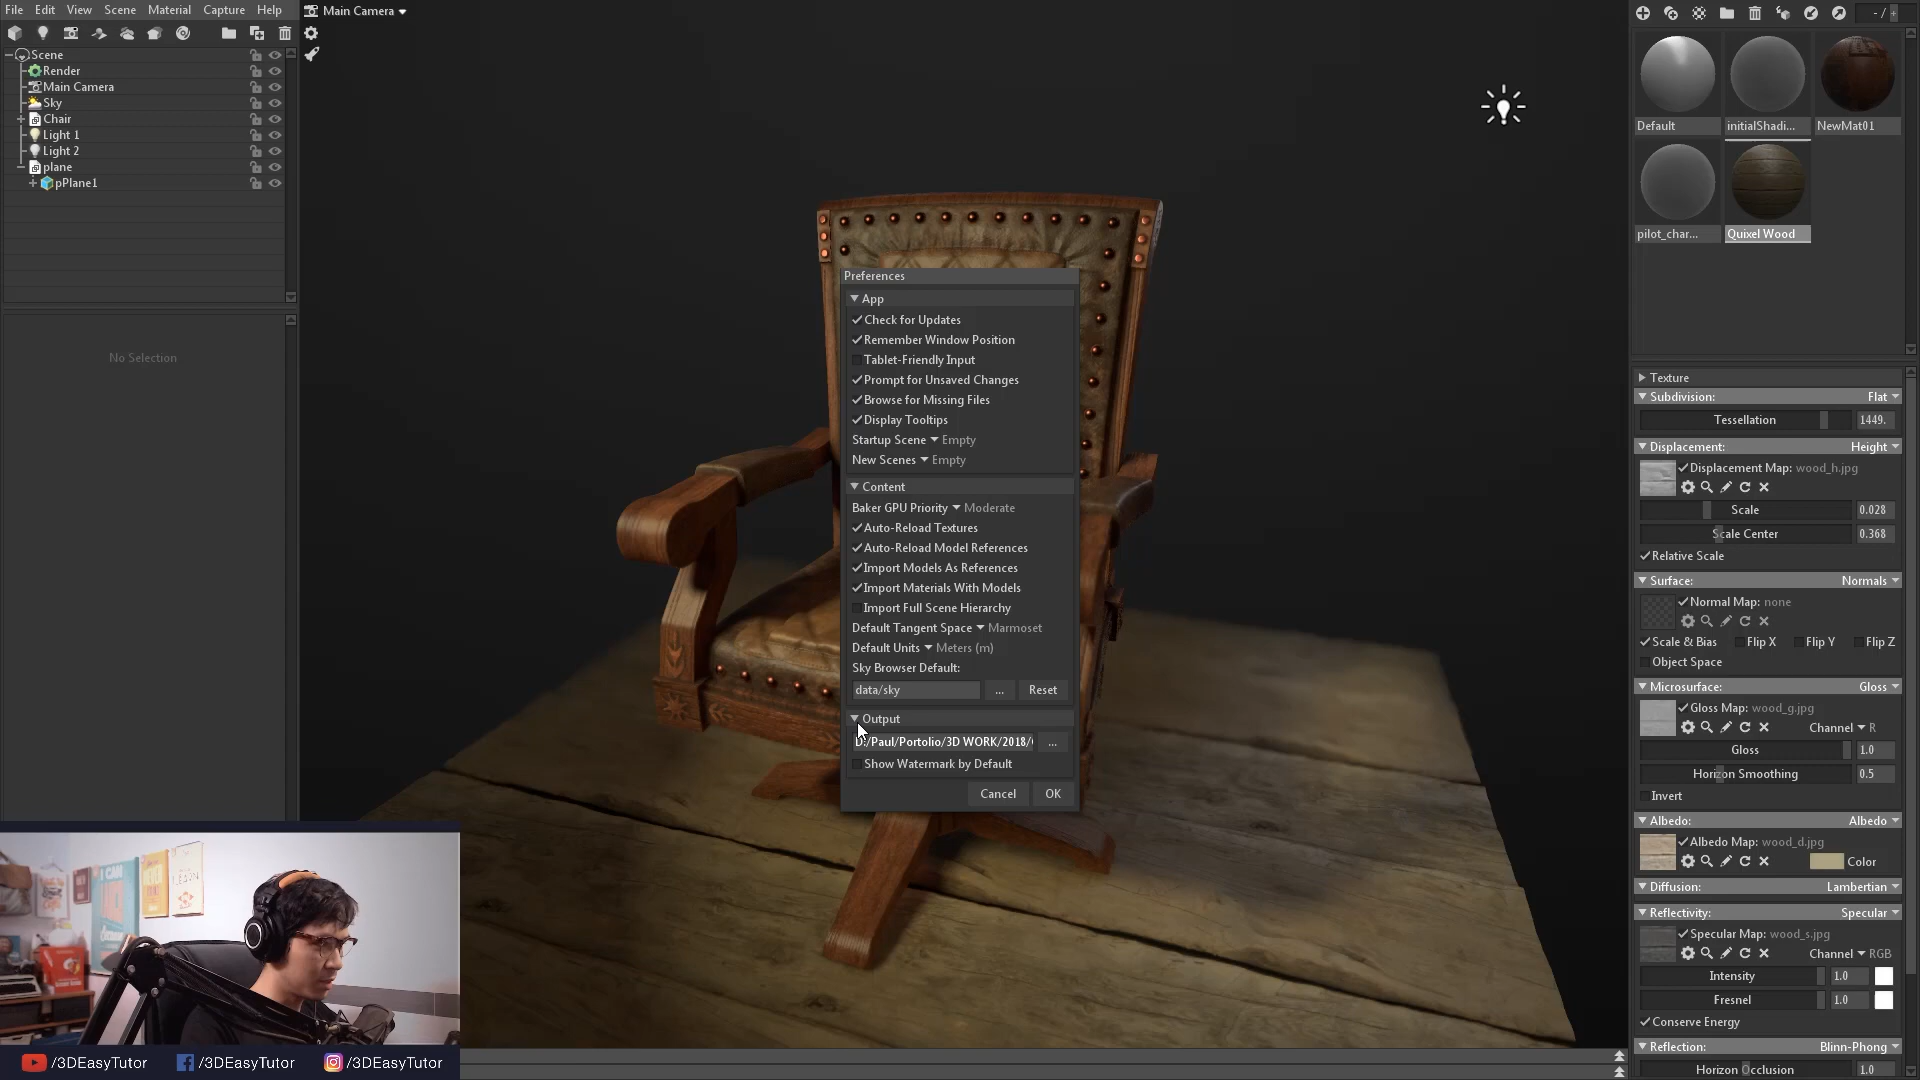 File Edit View Scene Material Capture Help
Main Camera
- / +
Scene
Render
Main Camera
Sky
Chair
Light 1
Light 2
plane
pPlane1
No Selection
Default
initialShadi...
NewMat01
pilot_char...
Quixel Wood
Preferences
App
Check for Updates
Remember Window Position
Tablet-Friendly Input
Prompt for Unsaved Changes
Browse for Missing Files
Display Tooltips
Startup Scene Empty
New Scenes Empty
Content
Baker GPU Priority Moderate
Auto-Reload Textures
Auto-Reload Model References
Import Models As References
Import Materials With Models
Import Full Scene Hierarchy
Default Tangent Space Marmoset
Default Units Meters (m)
Sky Browser Default:
data/sky ... Reset
Output
D:/Paul/Portolio/3D WORK/2018/ ...
Show Watermark by Default
Cancel OK
Texture
Subdivision: Flat
Tessellation 1449.
Displacement: Height
Displacement Map: wood_h.jpg
Scale 0.028
Scale Center 0.368
Relative Scale
Surface: Normals
Normal Map: none
Scale & Bias Flip X Flip Y Flip Z
Object Space
Microsurface: Gloss
Gloss Map: wood_g.jpg
Channel R
Gloss 1.0
Horizon Smoothing 0.5
Invert
Albedo: Albedo
Albedo Map: wood_d.jpg
Color
Diffusion: Lambertian
Reflectivity: Specular
Specular Map: wood_s.jpg
Channel RGB
Intensity 1.0
Fresnel 1.0
Conserve Energy
Reflection: Blinn-Phong
Horizon Occlusion 1.0
I CAN
LEARN
/3DEasyTutor /3DEasyTutor /3DEasyTutor